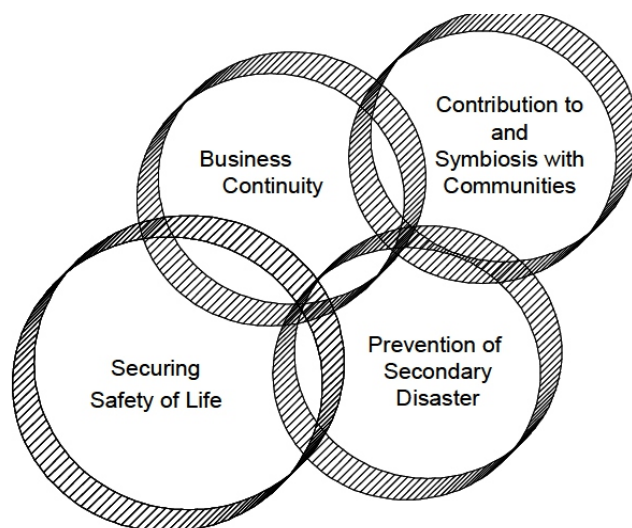 Contribution to
and
Symbiosis with
Communities
Business
Continuity
Securing
Safety of Life
Prevention of
Secondary
Disaster